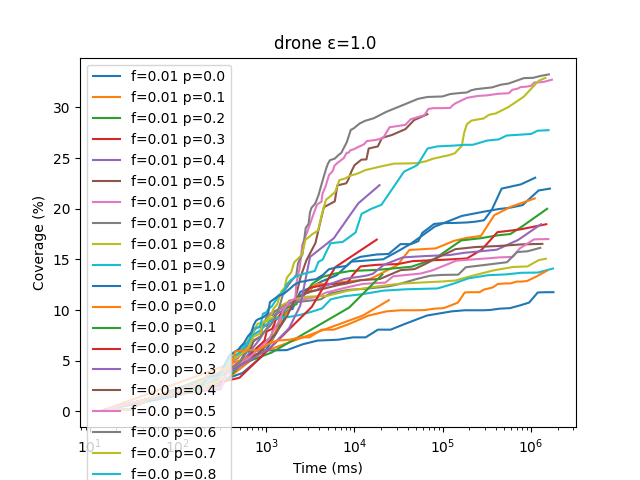 drone ε=1.0
Coverage (%)
30
25
20
15
10
5
0
f=0.01 p=0.0
f=0.01 p=0.1
f=0.01 p=0.2
f=0.01 p=0.3
f=0.01 p=0.4
f=0.01 p=0.5
f=0.01 p=0.6
f=0.01 p=0.7
f=0.01 p=0.8
f=0.01 p=0.9
f=0.01 p=1.0
f=0.0 p=0.0
f=0.0 p=0.1
f=0.0 p=0.2
f=0.0 p=0.3
f=0.0 p=0.4
f=0.0 p=0.5
f=0.0 p=0.6
f=0.0 p=0.7
f=0.0 p=0.8
10¹ 10² 10³ 10⁴ 10⁵ 10⁶
Time (ms)